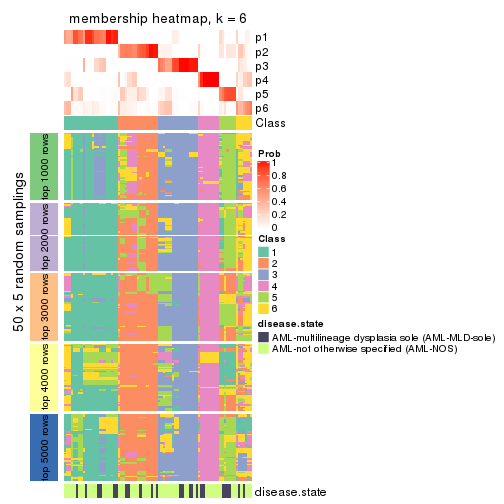 membership heatmap, k = 6
p1
p2
p3
p4
p5
p6
Class
50 x 5 random samplings
top 1000 rows
top 2000 rows
top 3000 rows
top 4000 rows
top 5000 rows
Prob
1
0.8
0.6
0.4
0.2
0
Class
1
2
3
4
5
6
disease.state
AML-multilineage dysplasia sole (AML-MLD-sole)
AML-not otherwise specified (AML-NOS)
disease.state